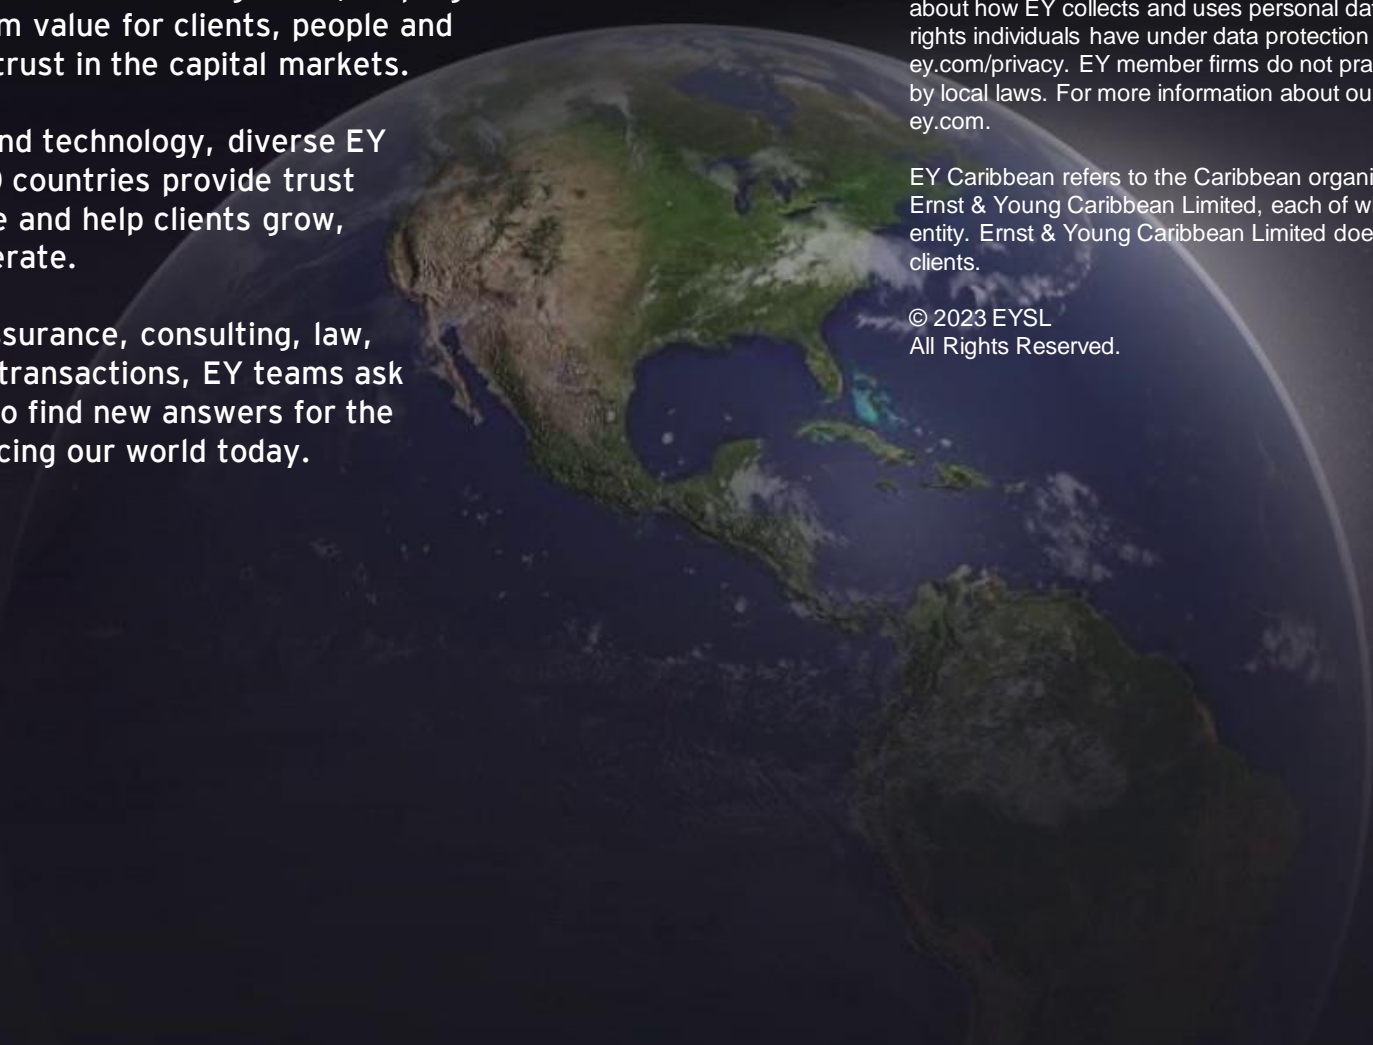 m value for clients, people and
trust in the capital markets.
nd technology, diverse EY
countries provide trust
e and help clients grow,
erate.
ssurance, consulting, law,
transactions, EY teams ask
o find new answers for the
cing our world today.
about how EY collects and uses personal da
rights individuals have under data protection
ey.com/privacy. EY member firms do not pra
by local laws. For more information about ou
ey.com.
EY Caribbean refers to the Caribbean organi
Ernst & Young Caribbean Limited, each of w
entity. Ernst & Young Caribbean Limited doe
clients.
© 2023 EYSL
All Rights Reserved.